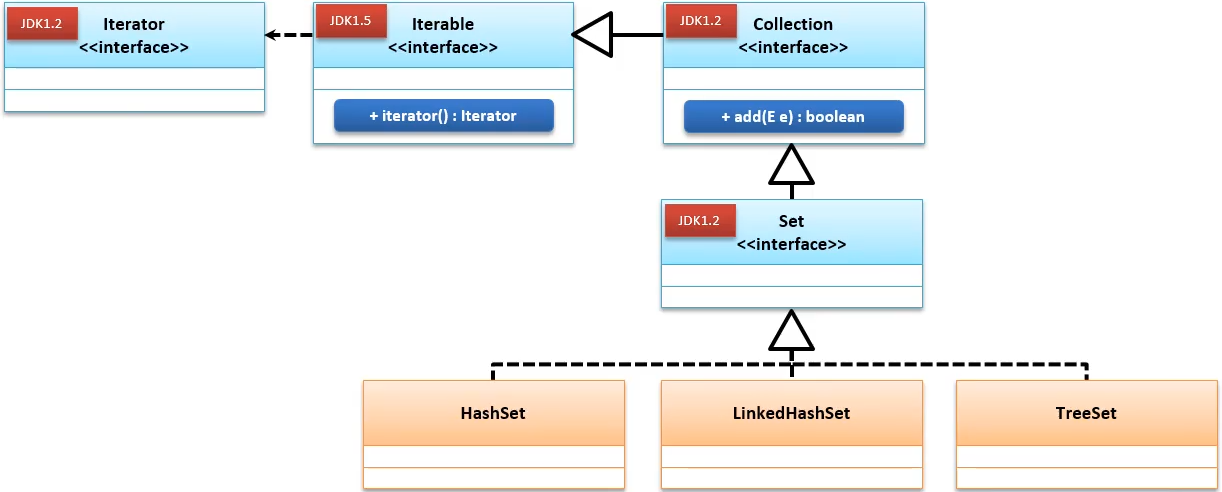 JDK1.2
Iterator
<<interface>>
JDK1.5
Iterable
<<interface>>
+ iterator() : Iterator
JDK1.2
Collection
<<interface>>
+ add(E e) : boolean
JDK1.2
Set
<<interface>>
HashSet
LinkedHashSet
TreeSet